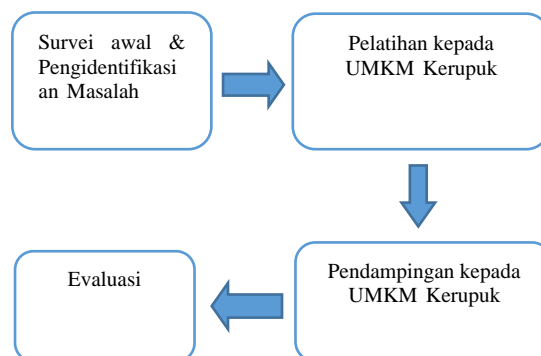 Survei awal &
Pengidentifikasi
an Masalah
Pelatihan kepada
UMKM Kerupuk
Pendampingan kepada
UMKM Kerupuk
Evaluasi